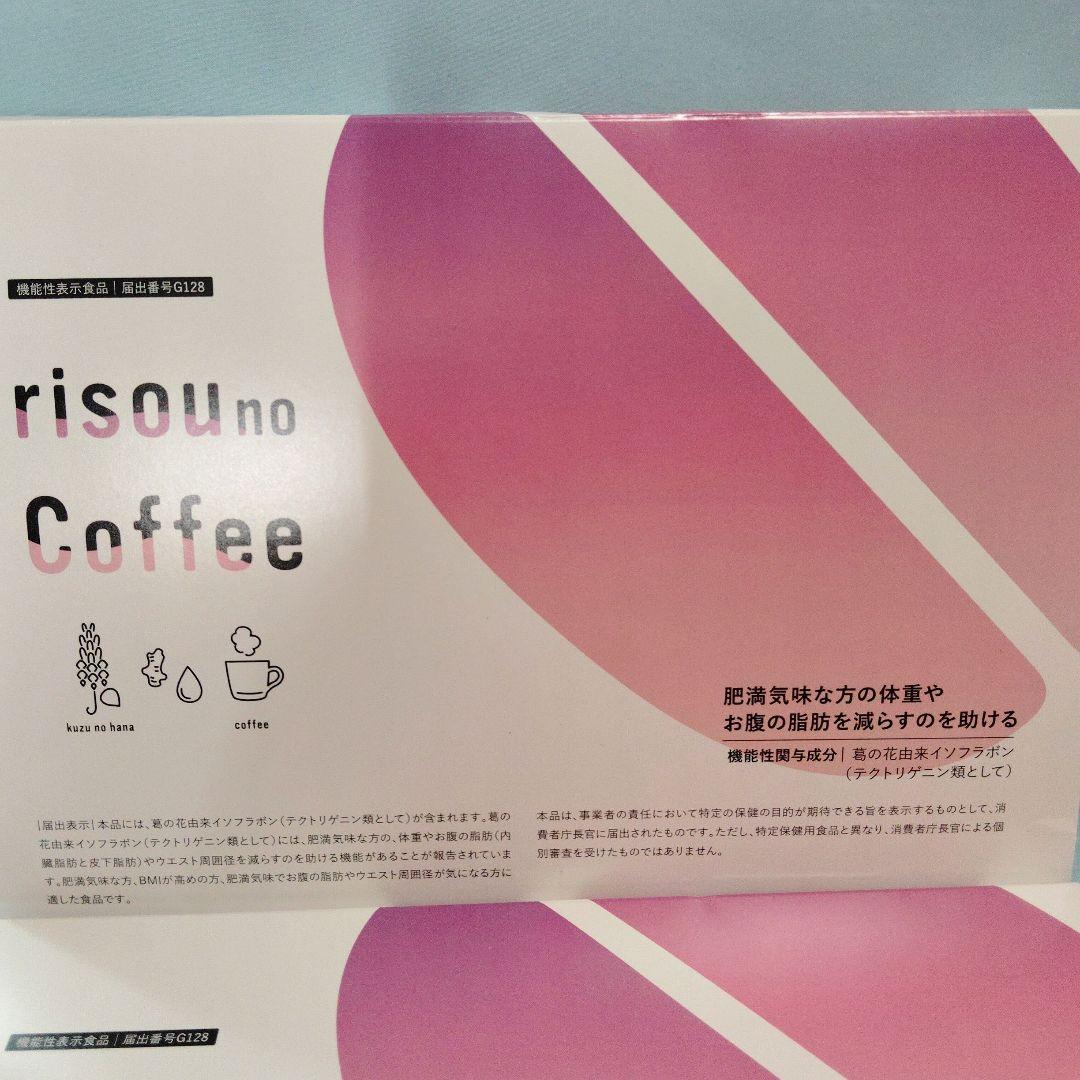 機能性表示食品｜届出番号G128
risou no
Coffee
kuzu no hana
coffee
肥満気味な方の体重や
お腹の脂肪を減らすのを助ける
機能性関与成分｜葛の花由来イソフラボン
（テクトリゲニン類として）
｜届出表示｜本品には、葛の花由来イソフラボン（テクトリゲニン類として）が含まれます。葛の
花由来イソフラボン（テクトリゲニン類として）には、肥満気味な方の、体重やお腹の脂肪（内
臓脂肪と皮下脂肪）やウエスト周囲径を減らすのを助ける機能があることが報告されていま
す。肥満気味な方、BMIが高めの方、肥満気味でお腹の脂肪やウエスト周囲径が気になる方に
適した食品です。
本品は、事業者の責任において特定の保健の目的が期待できる旨を表示するものとして、消
費者庁長官に届出されたものです。ただし、特定保健用食品と異なり、消費者庁長官による個
別審査を受けたものではありません。
機能性表示食品｜届出番号G128